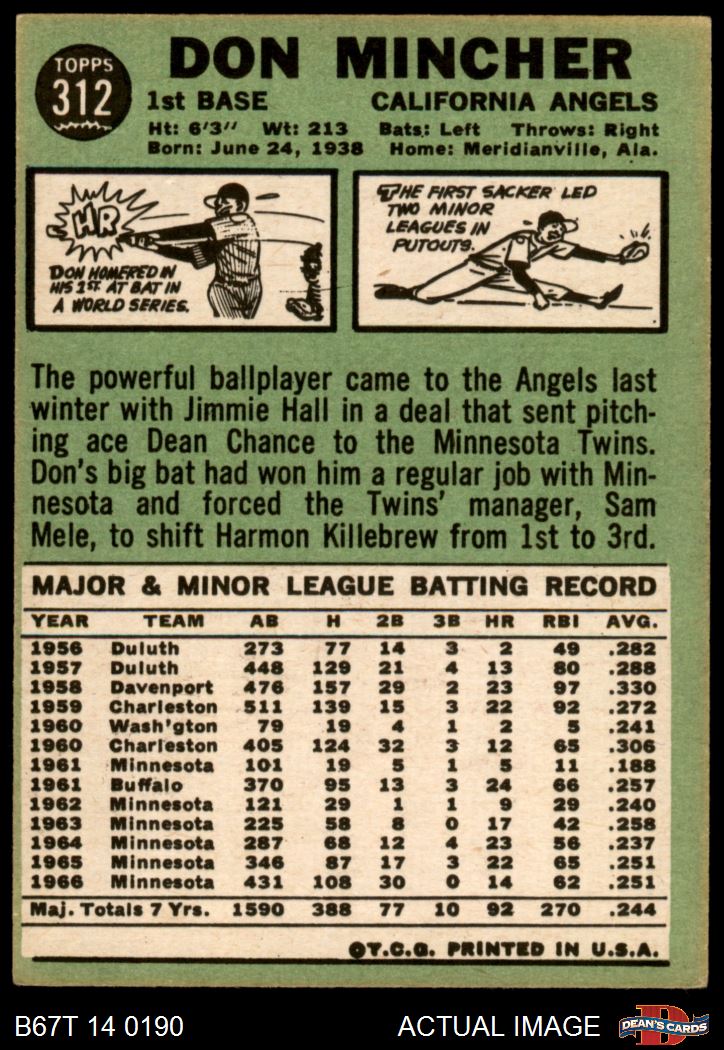 TOPPS
312
DON MINCHER
1st BASE CALIFORNIA ANGELS
Ht: 6'3" Wt: 213 Bats: Left Throws: Right
Born: June 24, 1938 Home: Meridianville, Ala.
HR
DON HOMERED IN
HIS 1ST AT BAT IN
A WORLD SERIES.
THE FIRST SACKER LED
TWO MINOR
LEAGUES IN
PUTOUTS.
The powerful ballplayer came to the Angels last
winter with Jimmie Hall in a deal that sent pitch-
ing ace Dean Chance to the Minnesota Twins.
Don's big bat had won him a regular job with Min-
nesota and forced the Twins' manager, Sam
Mele, to shift Harmon Killebrew from 1st to 3rd.
MAJOR & MINOR LEAGUE BATTING RECORD
YEAR TEAM AB H 2B 3B HR RBI AVG.
1956 Duluth 273 77 14 3 2 49 .282
1957 Duluth 448 129 21 4 13 80 .288
1958 Davenport 476 157 29 2 23 97 .330
1959 Charleston 511 139 15 3 22 92 .272
1960 Wash'gton 79 19 4 1 2 5 .241
1960 Charleston 405 124 32 3 12 65 .306
1961 Minnesota 101 19 5 1 5 11 .188
1961 Buffalo 370 95 13 3 24 66 .257
1962 Minnesota 121 29 1 1 9 29 .240
1963 Minnesota 225 58 8 0 17 42 .258
1964 Minnesota 287 68 12 4 23 56 .237
1965 Minnesota 346 87 17 3 22 65 .251
1966 Minnesota 431 108 30 0 14 62 .251
Maj. Totals 7 Yrs. 1590 388 77 10 92 270 .244
©T.C.G. PRINTED IN U.S.A.
B67T 14 0190 ACTUAL IMAGE D DEAN'S CARDS